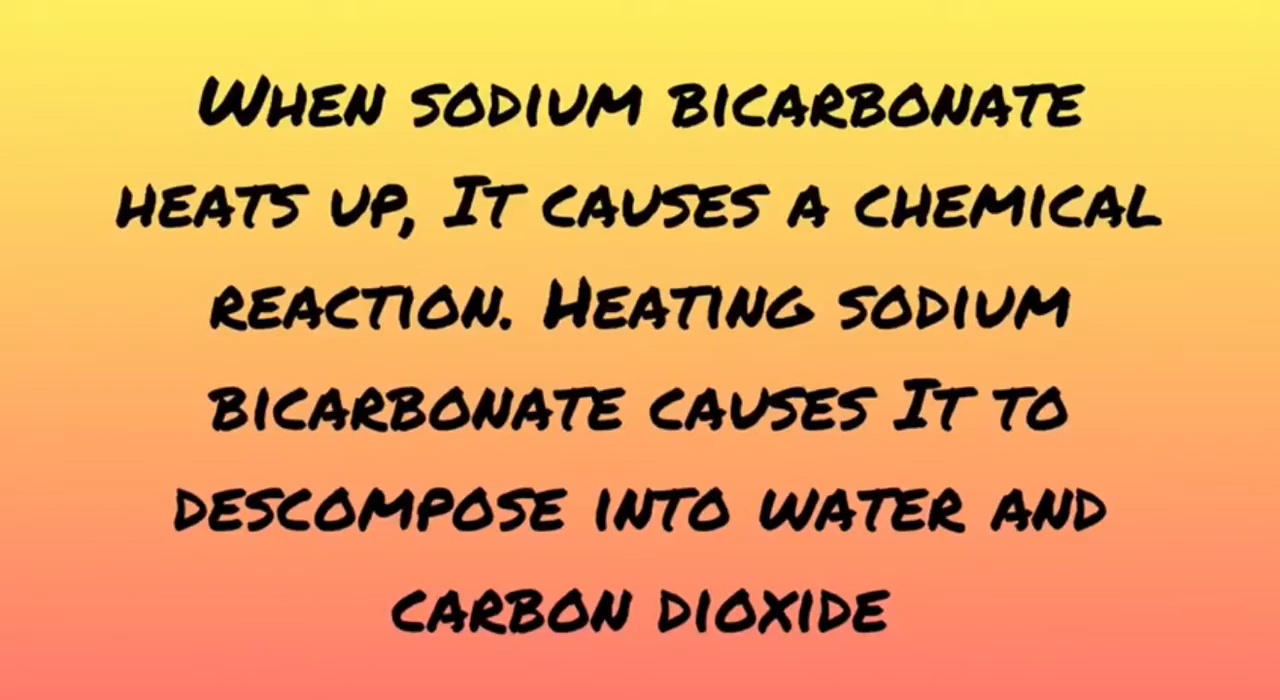 When sodium bicarbonate
heats up, It causes a chemical
reaction. Heating sodium
bicarbonate causes It to
descompose into water and
carbon dioxide